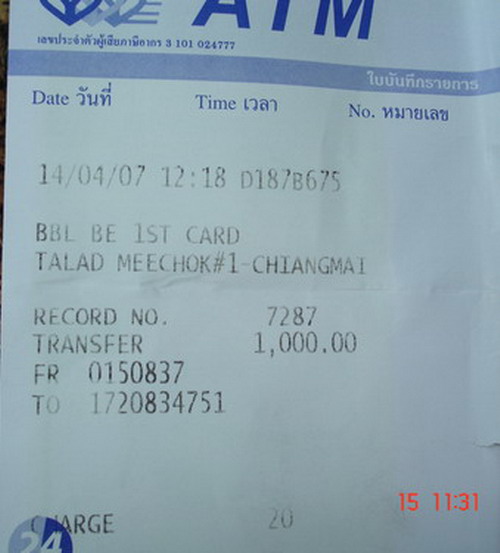 ATM
เลขประจำตัวผู้เสียภาษีอากร 3 101 024777
ใบบันทึกรายการ
Date วันที่ Time เวลา No. หมายเลข
14/04/07 12:18 D187B675
BBL BE 1ST CARD
TALAD MEECHOK#1-CHIANGMAI
RECORD NO. 7287
TRANSFER 1,000.00
FR 0150837
TO 1720834751
15 11:31
CHARGE 20
24